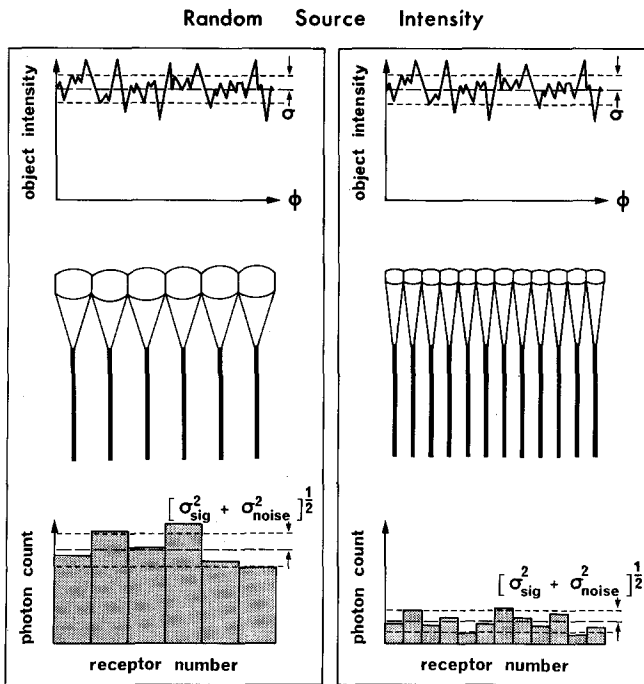 Random Source Intensity
object intensity
σ
ϕ
[σ²sig + σ²noise]½
photon count
receptor number
object intensity
σ
ϕ
[σ²sig + σ²noise]½
photon count
receptor number